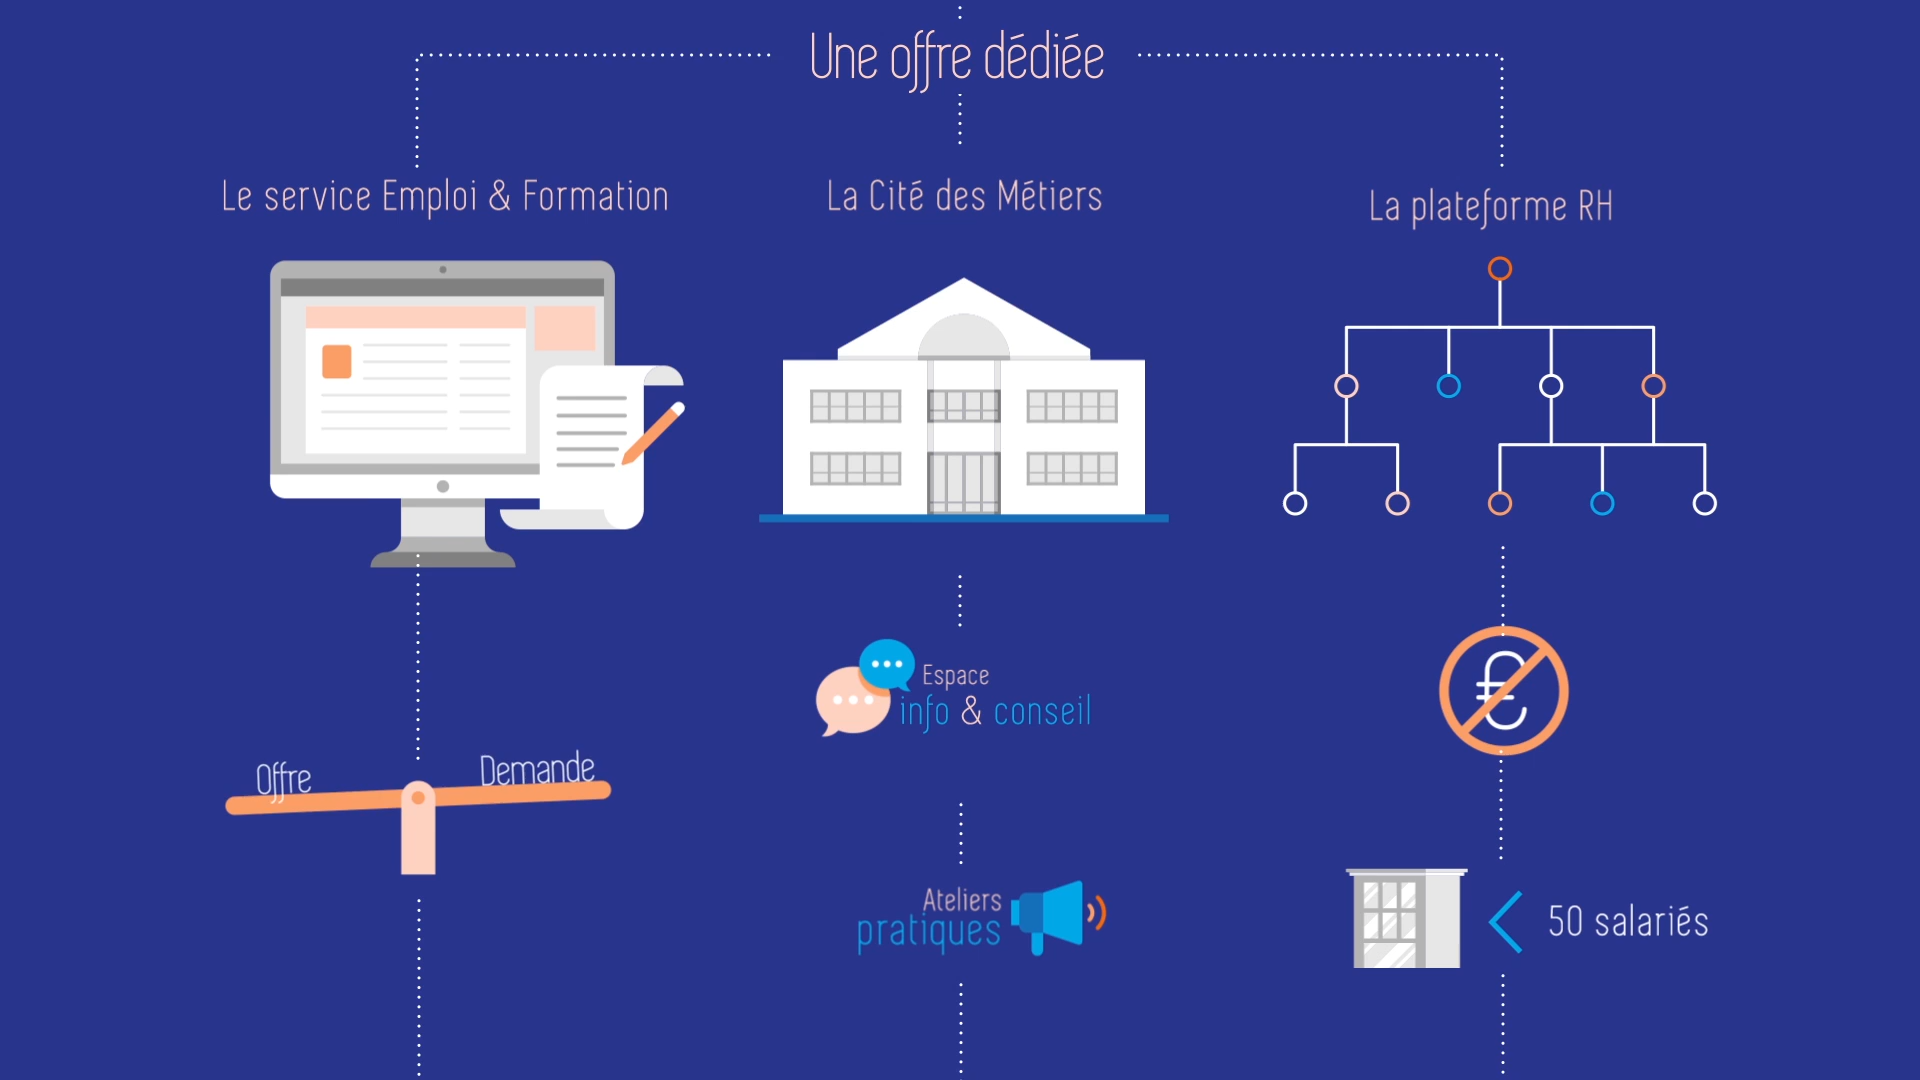 Une offre dédiée
Le service Emploi & Formation
La Cité des Métiers
La plateforme RH
Espace
info & conseil
Offre
Demande
Ateliers
pratiques
< 50 salariés